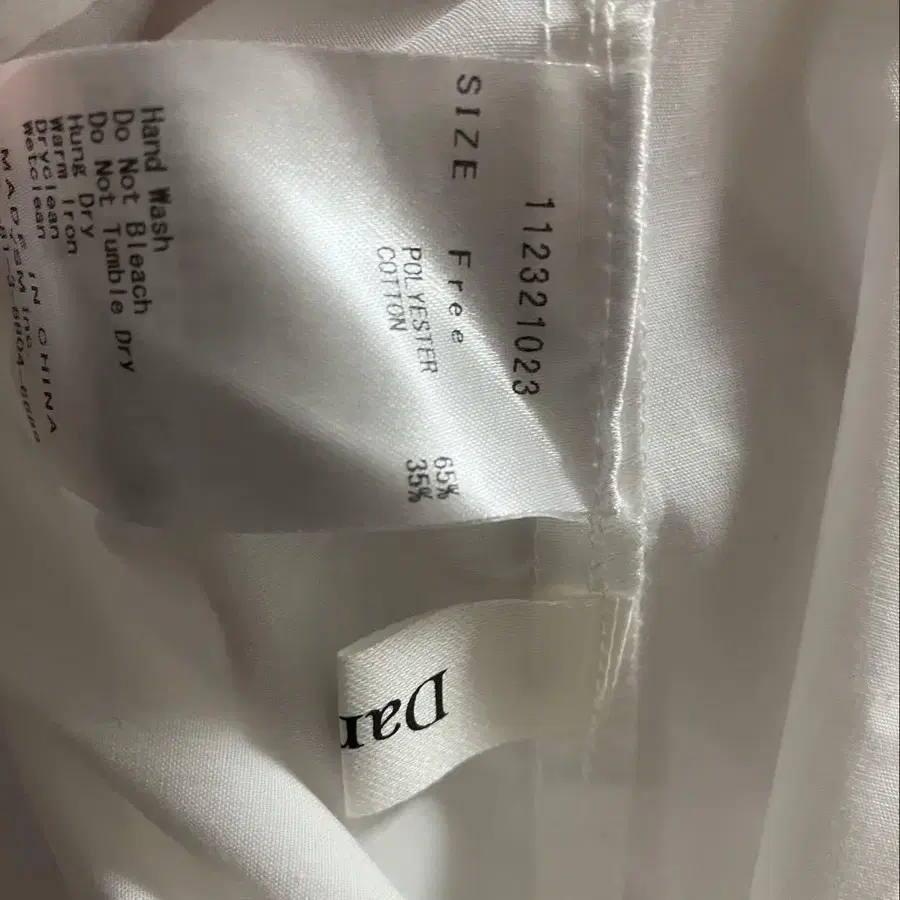 112321023
SIZE Free
POLYESTER 65%
COTTON 35%
Hand Wash
Do Not Bleach
Do Not Tumble Dry
Hung Dry
Warm Iron
Dryclean
Wetclean
MADE IN CHINA
Dar